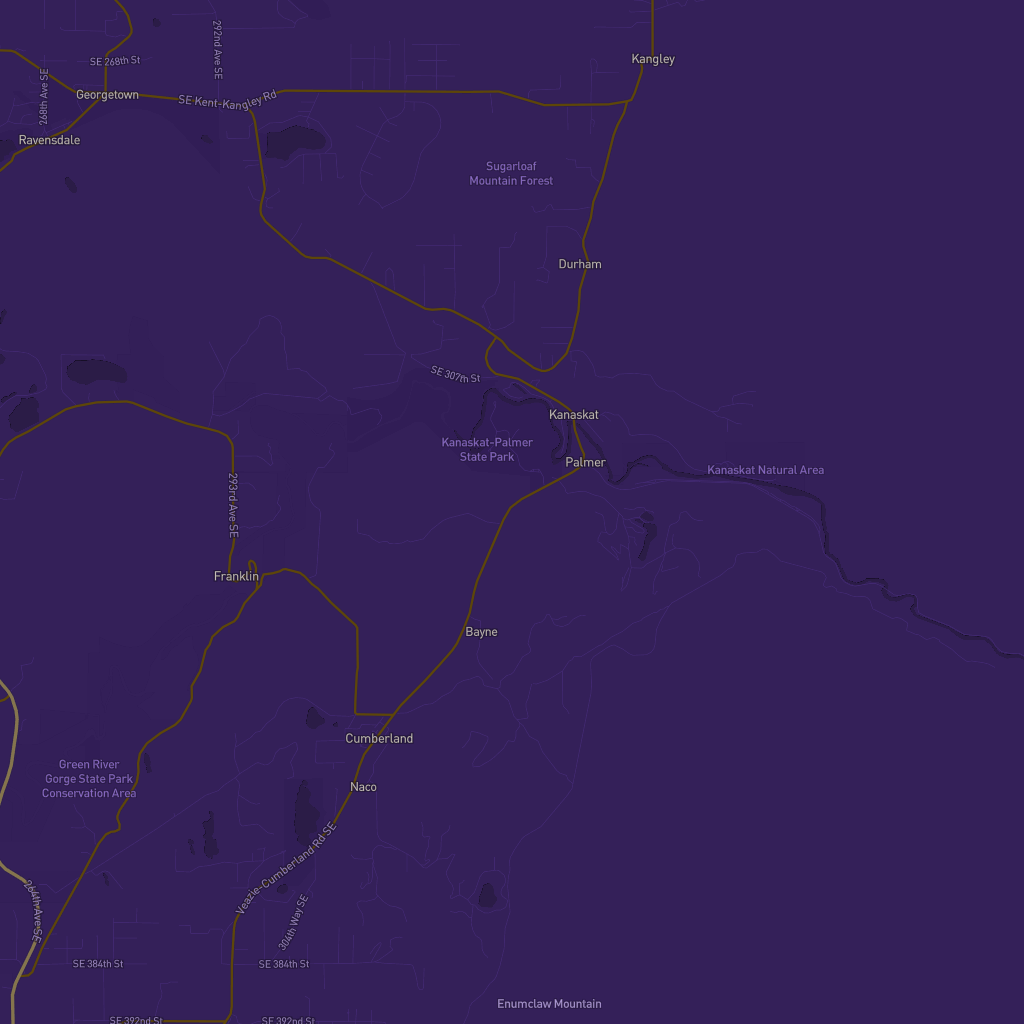 292nd Ave SE
SE 268th St
Kangley
268th Ave SE
Georgetown
SE Kent-Kangley Rd
Ravensdale
Sugarloaf
Mountain Forest
Durham
SE 307th St
Kanaskat
Kanaskat-Palmer
State Park
Palmer
Kanaskat Natural Area
293rd Ave SE
Franklin
Bayne
Cumberland
Green River
Gorge State Park
Conservation Area
Naco
Veazie-Cumberland Rd SE
264th Ave SE
304th Way SE
SE 384th St
SE 384th St
Enumclaw Mountain
SE 392nd St
SE 392nd St